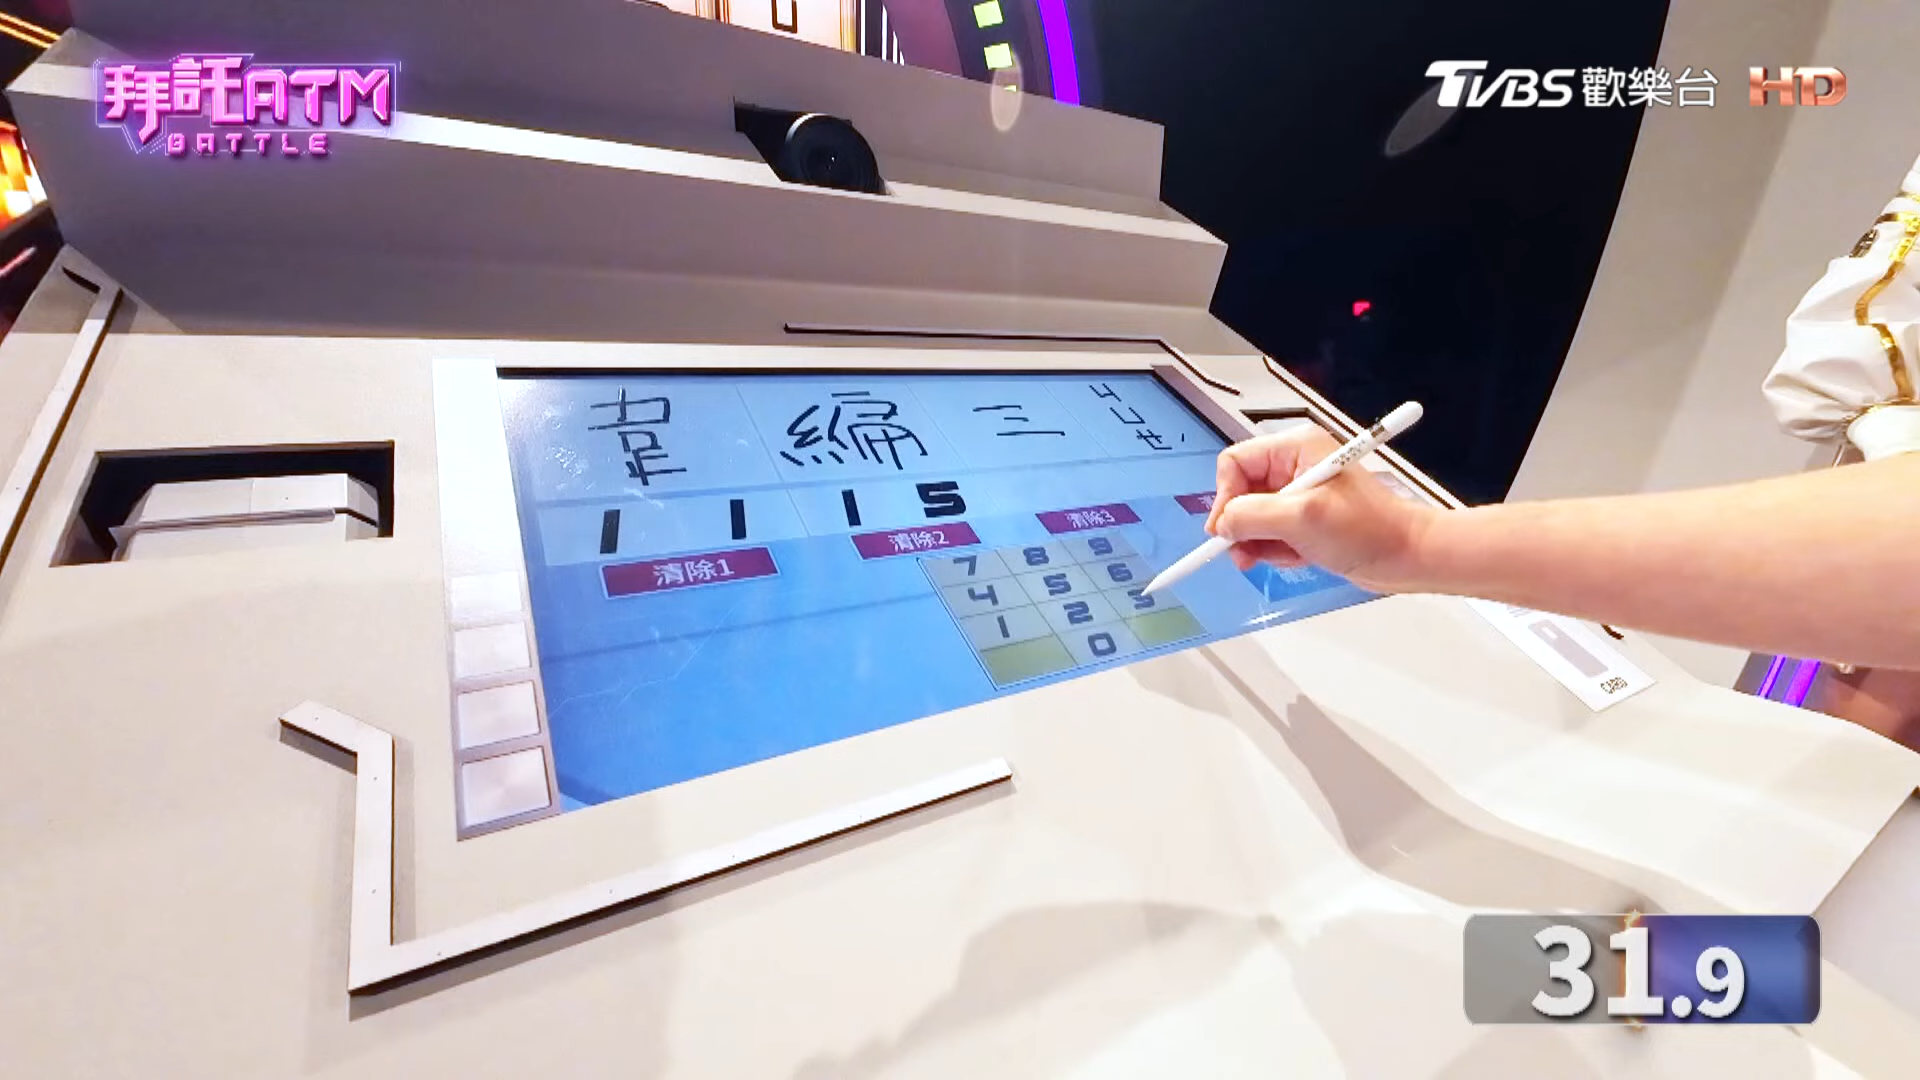 拜託ATM
BATTLE
TVBS歡樂台 HD
韋 編 三 ㄐㄩㄝˊ
1 1 1 5
清除1 清除2 清除3
7 8 9
4 5 6
1 2 3
0
CARD
31.9